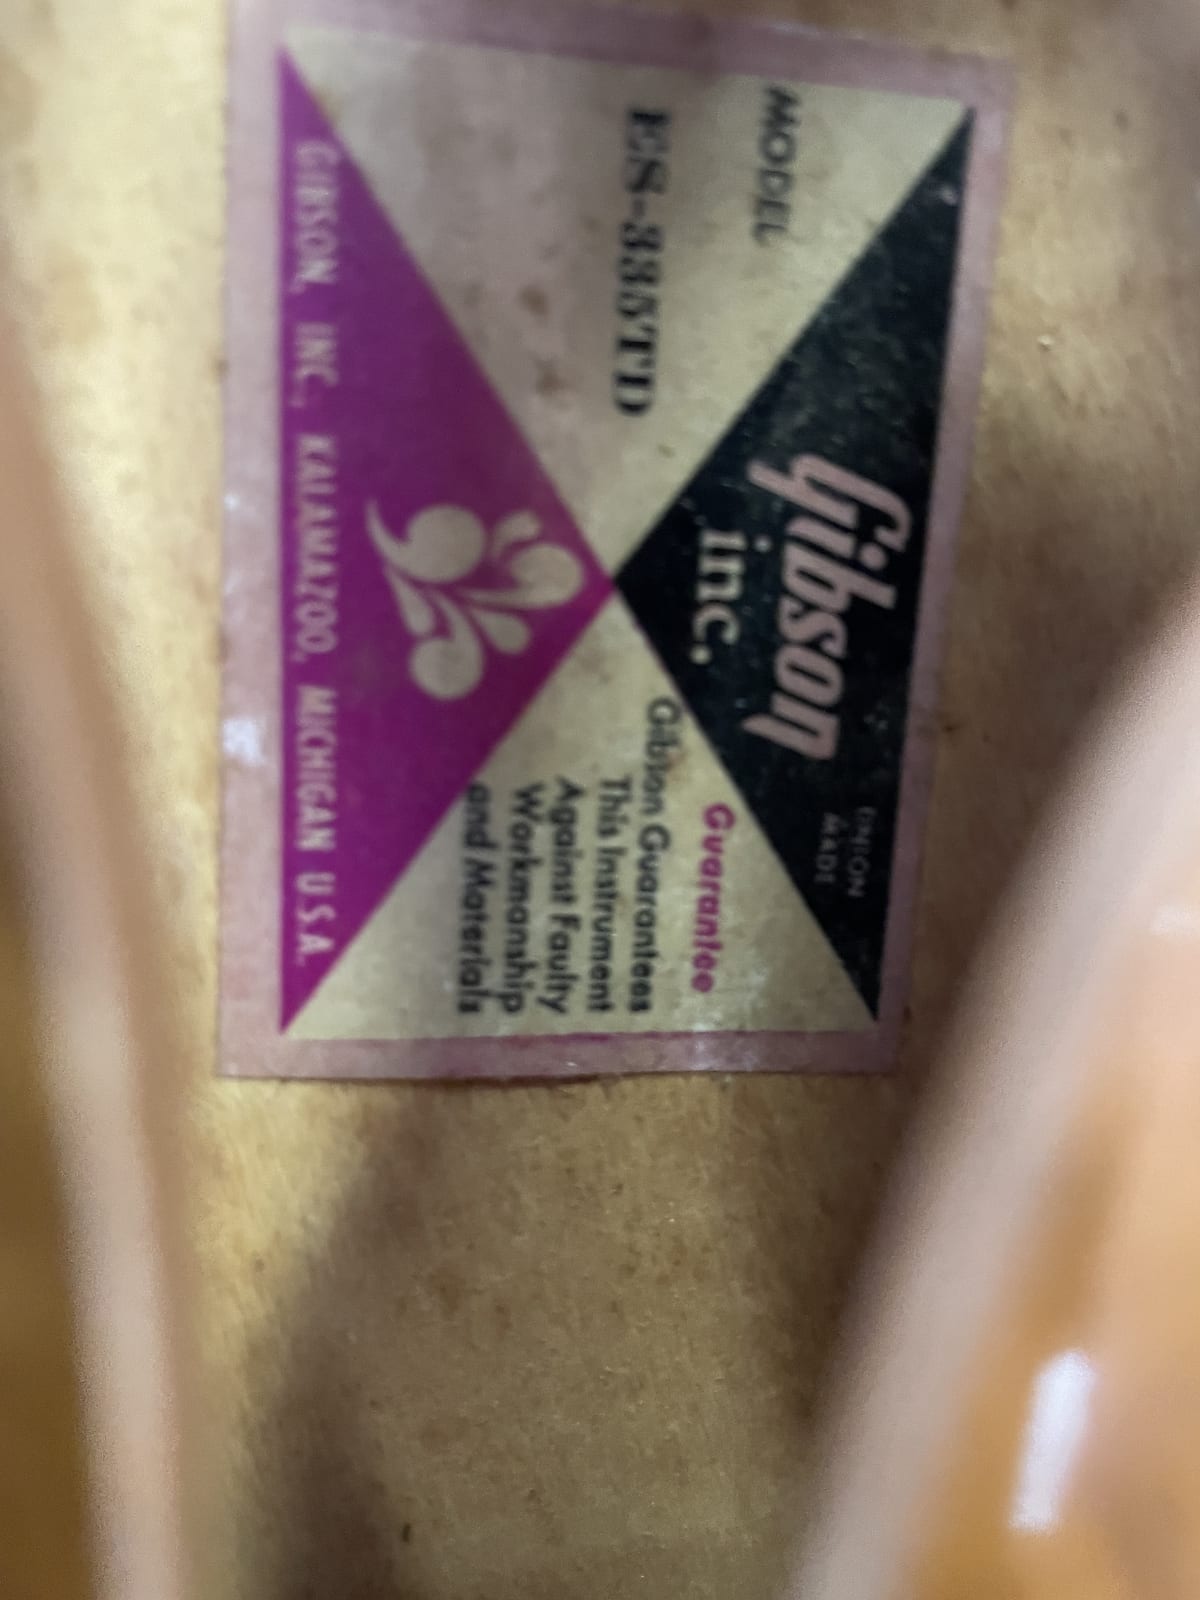 Gibson
inc.
UNION
MADE
MODEL
ES-335TD
Guarantee
Gibson Guarantees
This Instrument
Against Faulty
Workmanship
and Materials
GIBSON, INC., KALAMAZOO, MICHIGAN U.S.A.